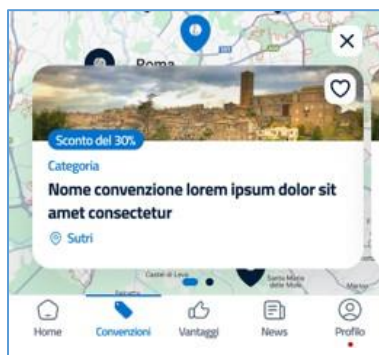 Roma
Sconto del 30%
Categoria
Nome convenzione lorem ipsum dolor sit
amet consectetur
Sutri
Castel di Leva
Santa Maria
delle Mole
Home
Convenzioni
Vantaggi
News
Profilo